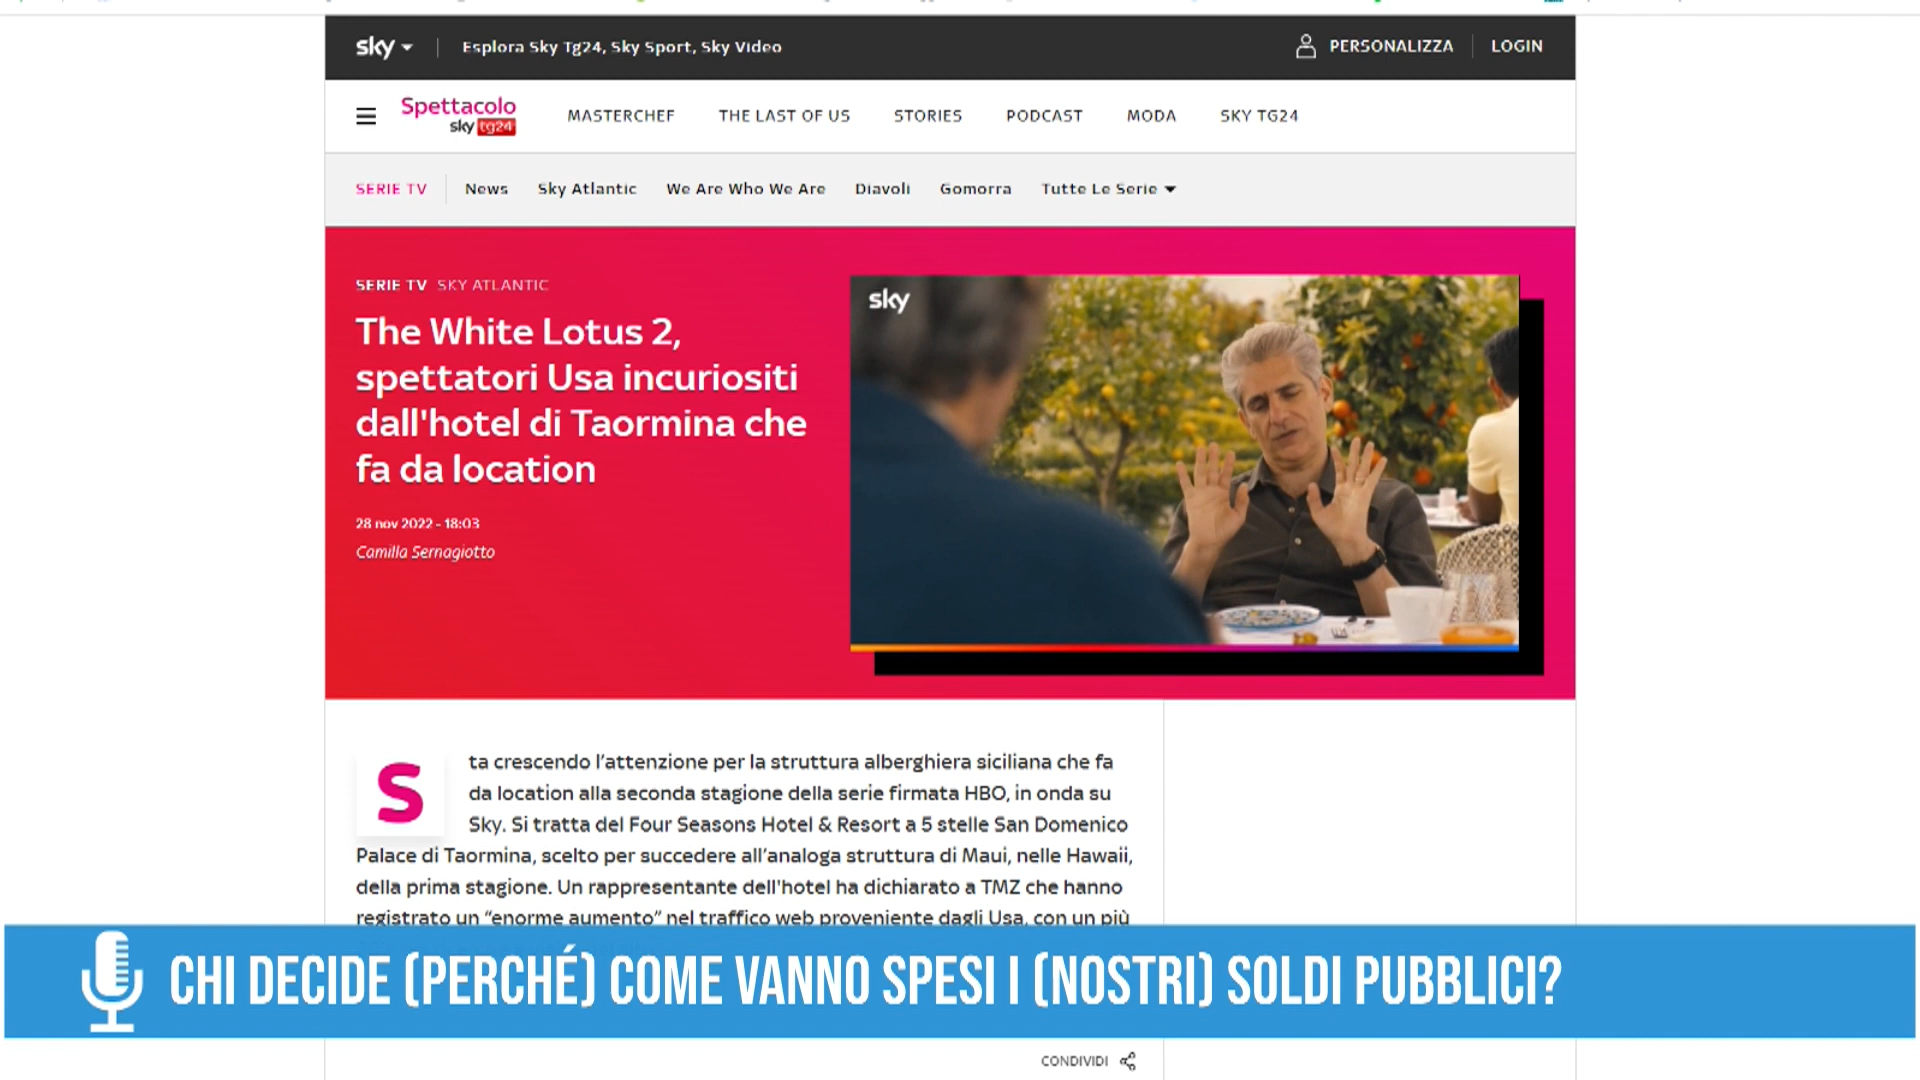 sky
Esplora Sky Tg24, Sky Sport, Sky Video
PERSONALIZZA
LOGIN
Spettacolo
sky tg24
MASTERCHEF
THE LAST OF US
STORIES
PODCAST
MODA
SKY TG24
SERIE TV
News
Sky Atlantic
We Are Who We Are
Diavoli
Gomorra
Tutte Le Serie
SERIE TV SKY ATLANTIC
The White Lotus 2,
spettatori Usa incuriositi
dall'hotel di Taormina che
fa da location
28 nov 2022 - 18:03
Camilla Sernagiotto
sky
Sta crescendo l’attenzione per la struttura alberghiera siciliana che fa
da location alla seconda stagione della serie firmata HBO, in onda su
Sky. Si tratta del Four Seasons Hotel & Resort a 5 stelle San Domenico
Palace di Taormina, scelto per succedere all’analoga struttura di Maui, nelle Hawaii,
della prima stagione. Un rappresentante dell'hotel ha dichiarato a TMZ che hanno
registrato un “enorme aumento” nel traffico web proveniente dagli Usa, con un più
CHI DECIDE (PERCHÉ) COME VANNO SPESI I (NOSTRI) SOLDI PUBBLICI?
CONDIVIDI